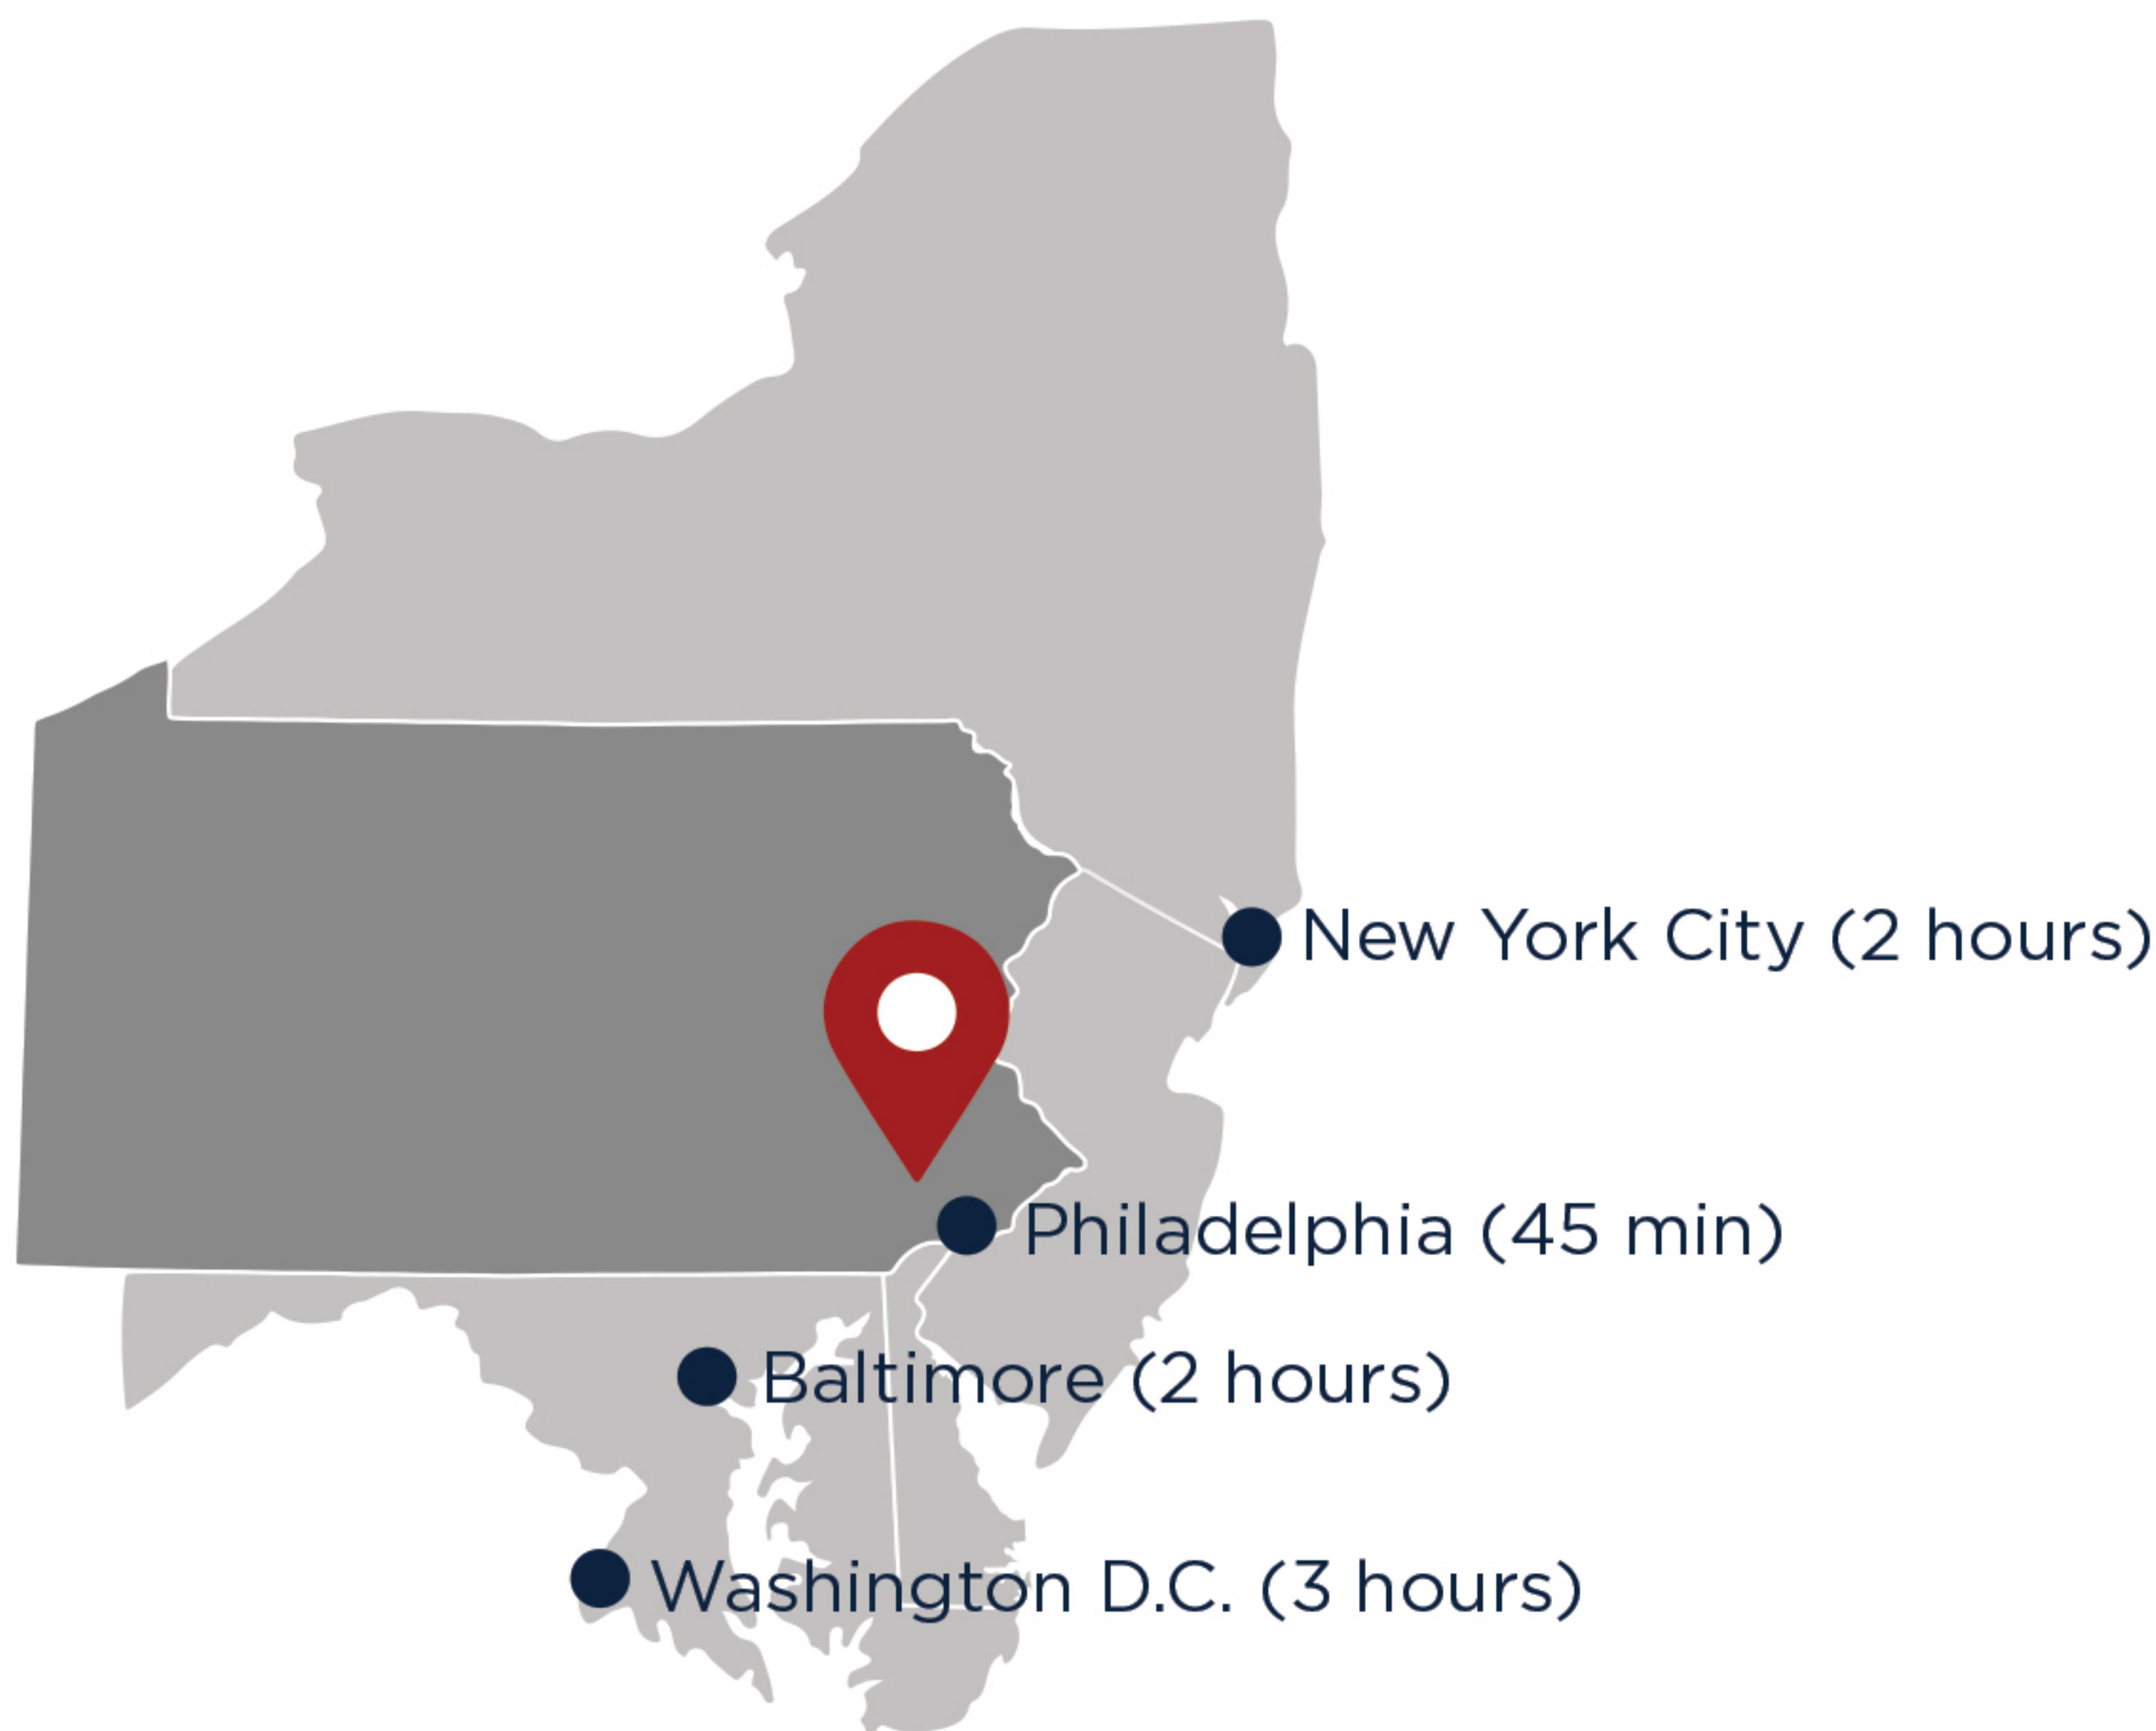 New York City (2 hours)
Philadelphia (45 min)
Baltimore (2 hours)
Washington D.C. (3 hours)